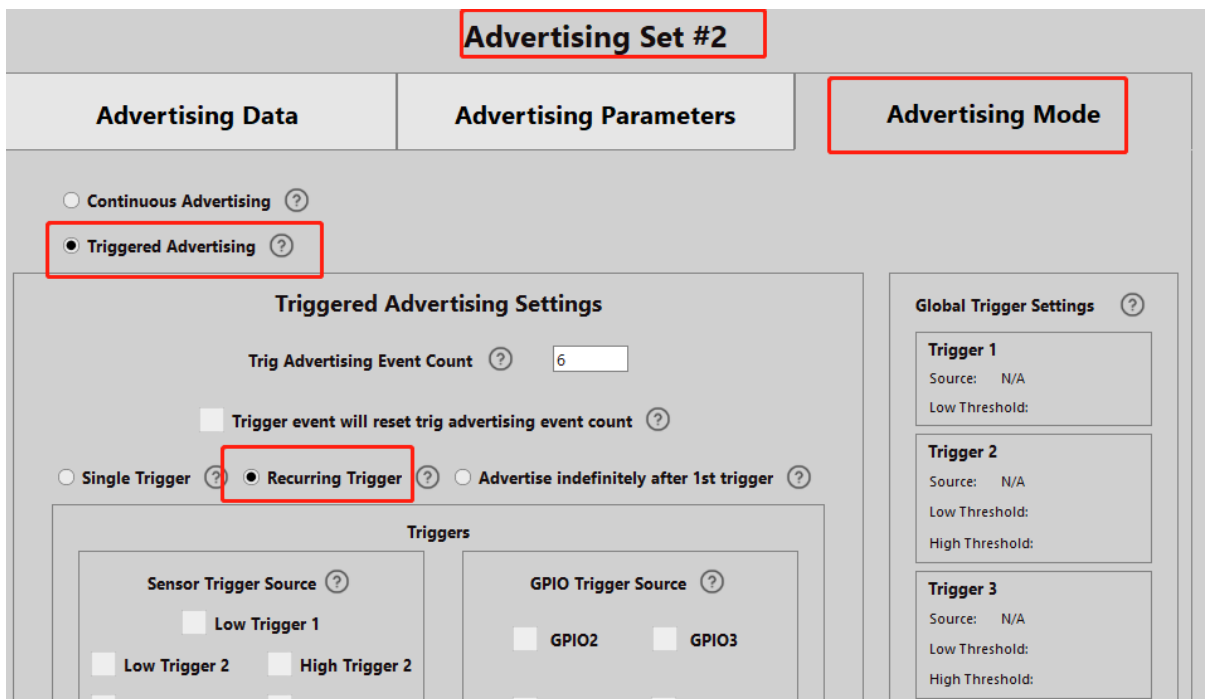 Advertising Set #2
Advertising Data
Advertising Parameters
Advertising Mode
Continuous Advertising ?
Triggered Advertising ?
Triggered Advertising Settings
Trig Advertising Event Count ? 6
Trigger event will reset trig advertising event count ?
Single Trigger ? Recurring Trigger ? Advertise indefinitely after 1st trigger ?
Triggers
Sensor Trigger Source ?
Low Trigger 1
Low Trigger 2 High Trigger 2
GPIO Trigger Source ?
GPIO2 GPIO3
Global Trigger Settings ?
Trigger 1
Source: N/A
Low Threshold:
Trigger 2
Source: N/A
Low Threshold:
High Threshold:
Trigger 3
Source: N/A
Low Threshold:
High Threshold: